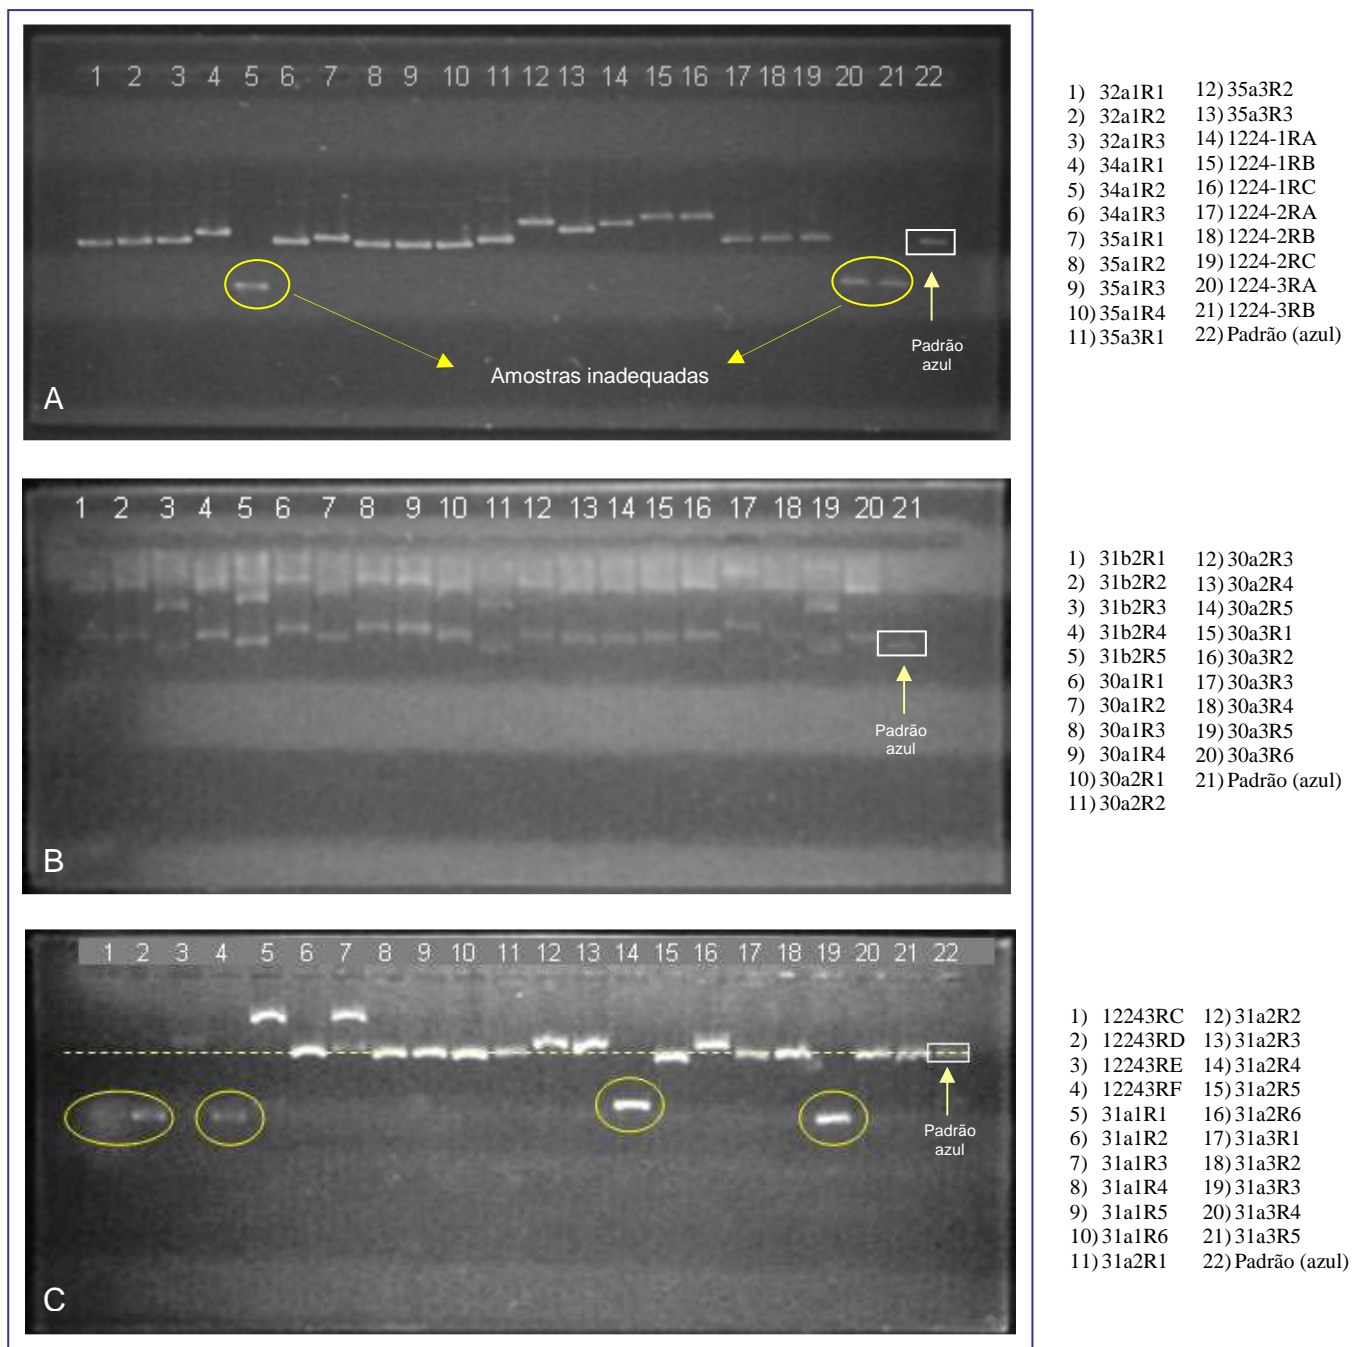 1 2 3 4 5 6 7 8 9 10 11 12 13 14 15 16 17 18 19 20 21 22
Padrão
azul
Amostras inadequadas
A
1) 32a1R1
2) 32a1R2
3) 32a1R3
4) 34a1R1
5) 34a1R2
6) 34a1R3
7) 35a1R1
8) 35a1R2
9) 35a1R3
10) 35a1R4
11) 35a3R1
12) 35a3R2
13) 35a3R3
14) 1224-1RA
15) 1224-1RB
16) 1224-1RC
17) 1224-2RA
18) 1224-2RB
19) 1224-2RC
20) 1224-3RA
21) 1224-3RB
22) Padrão (azul)
1 2 3 4 5 6 7 8 9 10 11 12 13 14 15 16 17 18 19 20 21
Padrão
azul
B
1) 31b2R1
2) 31b2R2
3) 31b2R3
4) 31b2R4
5) 31b2R5
6) 30a1R1
7) 30a1R2
8) 30a1R3
9) 30a1R4
10) 30a2R1
11) 30a2R2
12) 30a2R3
13) 30a2R4
14) 30a2R5
15) 30a3R1
16) 30a3R2
17) 30a3R3
18) 30a3R4
19) 30a3R5
20) 30a3R6
21) Padrão (azul)
1 2 3 4 5 6 7 8 9 10 11 12 13 14 15 16 17 18 19 20 21 22
Padrão
azul
C
1) 12243RC
2) 12243RD
3) 12243RE
4) 12243RF
5) 31a1R1
6) 31a1R2
7) 31a1R3
8) 31a1R4
9) 31a1R5
10) 31a1R6
11) 31a2R1
12) 31a2R2
13) 31a2R3
14) 31a2R4
15) 31a2R5
16) 31a2R6
17) 31a3R1
18) 31a3R2
19) 31a3R3
20) 31a3R4
21) 31a3R5
22) Padrão (azul)